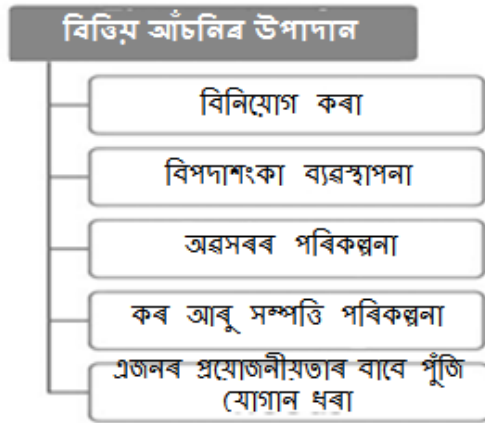 বিত্তিয় আঁচনিৰ উপাদান
বিনিয়োগ কৰা
বিপদাশংকা ব্যৱস্থাপনা
অৱসৰৰ পৰিকল্পনা
কৰ আৰু সম্পত্তি পৰিকল্পনা
এজনৰ প্ৰয়োজনীয়তাৰ বাবে পুঁজি
যোগান ধৰা